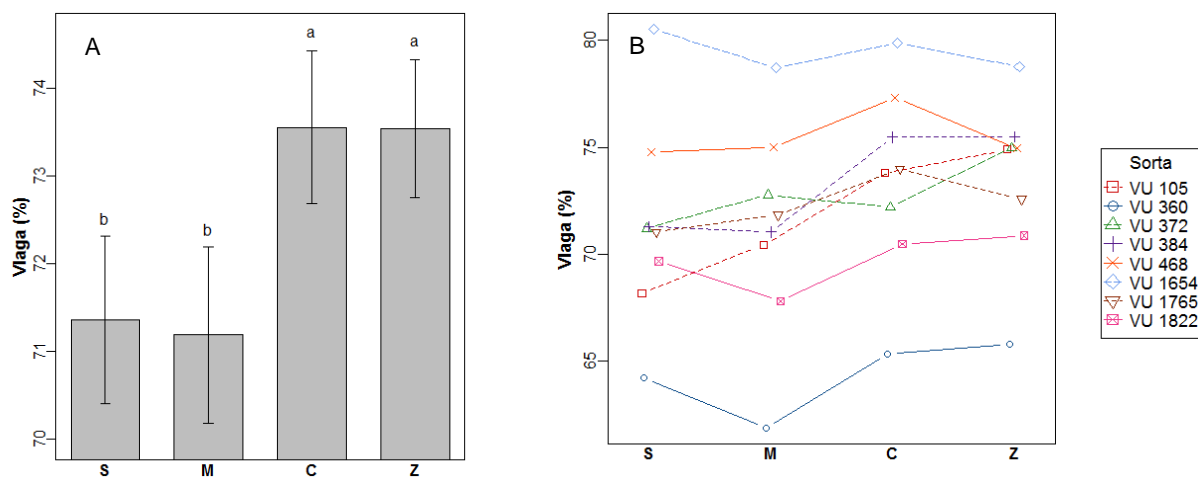 A
Vlaga (%)
74
73
72
71
70
b
b
a
a
S M C Z
B
Vlaga (%)
80
75
70
65
S M C Z
Sorta
VU 105
VU 360
VU 372
VU 384
VU 468
VU 1654
VU 1765
VU 1822